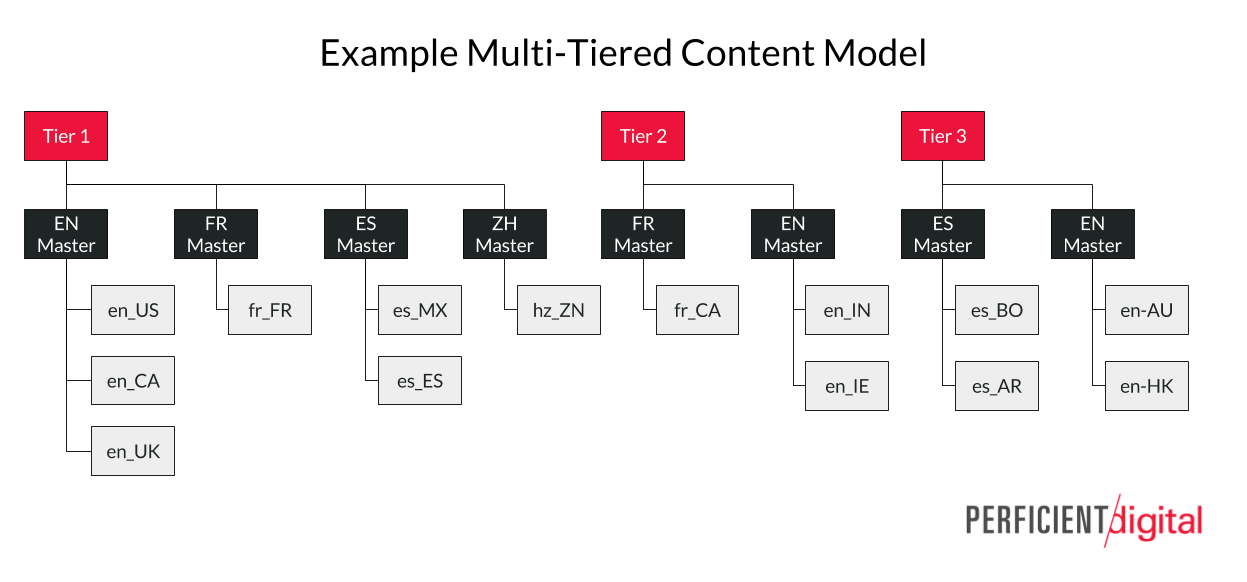 Example Multi-Tiered Content Model
Tier 1
Tier 2
Tier 3
EN
Master
FR
Master
ES
Master
ZH
Master
FR
Master
EN
Master
ES
Master
EN
Master
en_US
fr_FR
es_MX
hz_ZN
fr_CA
en_IN
es_BO
en-AU
en_CA
es_ES
en_IE
es_AR
en-HK
en_UK
PERFICIENT/digital